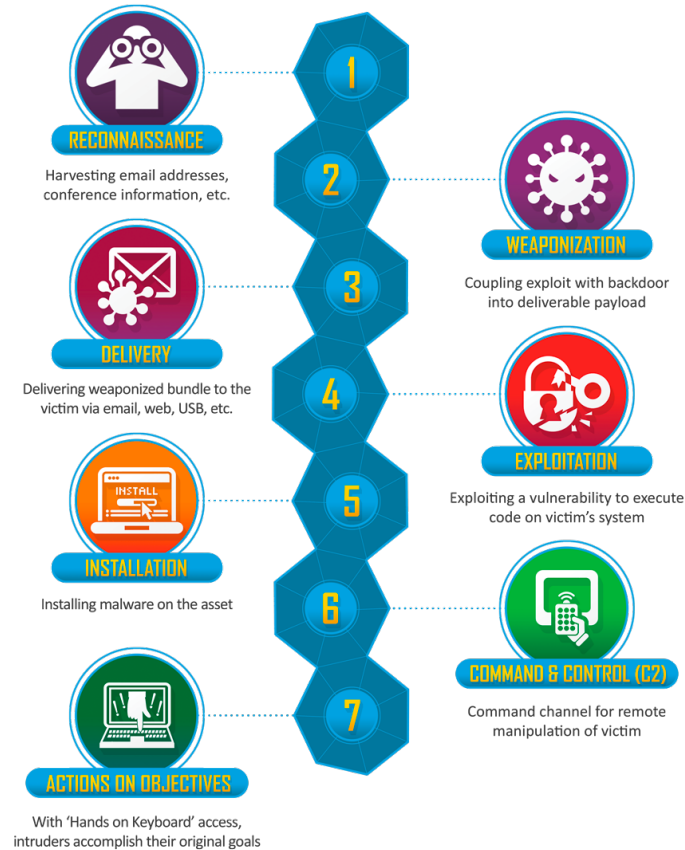 1
RECONNAISSANCE
Harvesting email addresses,
conference information, etc.
2
WEAPONIZATION
Coupling exploit with backdoor
into deliverable payload
3
DELIVERY
Delivering weaponized bundle to the
victim via email, web, USB, etc.
4
EXPLOITATION
Exploiting a vulnerability to execute
code on victim’s system
5
INSTALL
INSTALLATION
Installing malware on the asset
6
COMMAND & CONTROL (C2)
Command channel for remote
manipulation of victim
7
ACTIONS ON OBJECTIVES
With ‘Hands on Keyboard’ access,
intruders accomplish their original goals